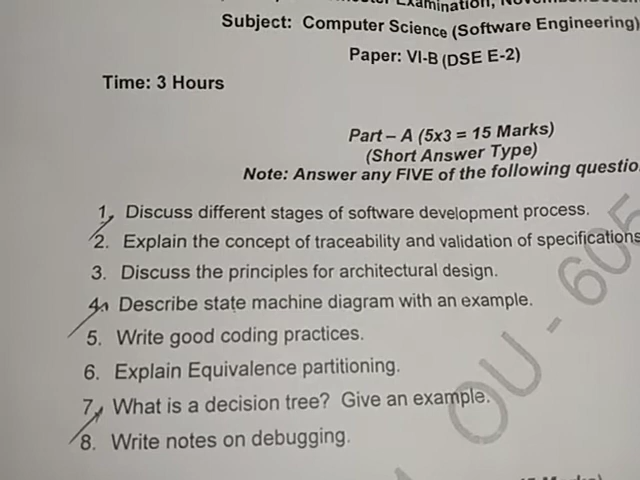 Examination,
Subject: Computer Science (Software Engineering)
Paper: VI-B (DSE E-2)
Time: 3 Hours
Part – A (5x3 = 15 Marks)
(Short Answer Type)
Note: Answer any FIVE of the following
1. Discuss different stages of software development process.
2. Explain the concept of traceability and validation of specifications
3. Discuss the principles for architectural design.
4. Describe state machine diagram with an example.
5. Write good coding practices.
6. Explain Equivalence partitioning.
7. What is a decision tree? Give an example.
8. Write notes on debugging.
OU - 605